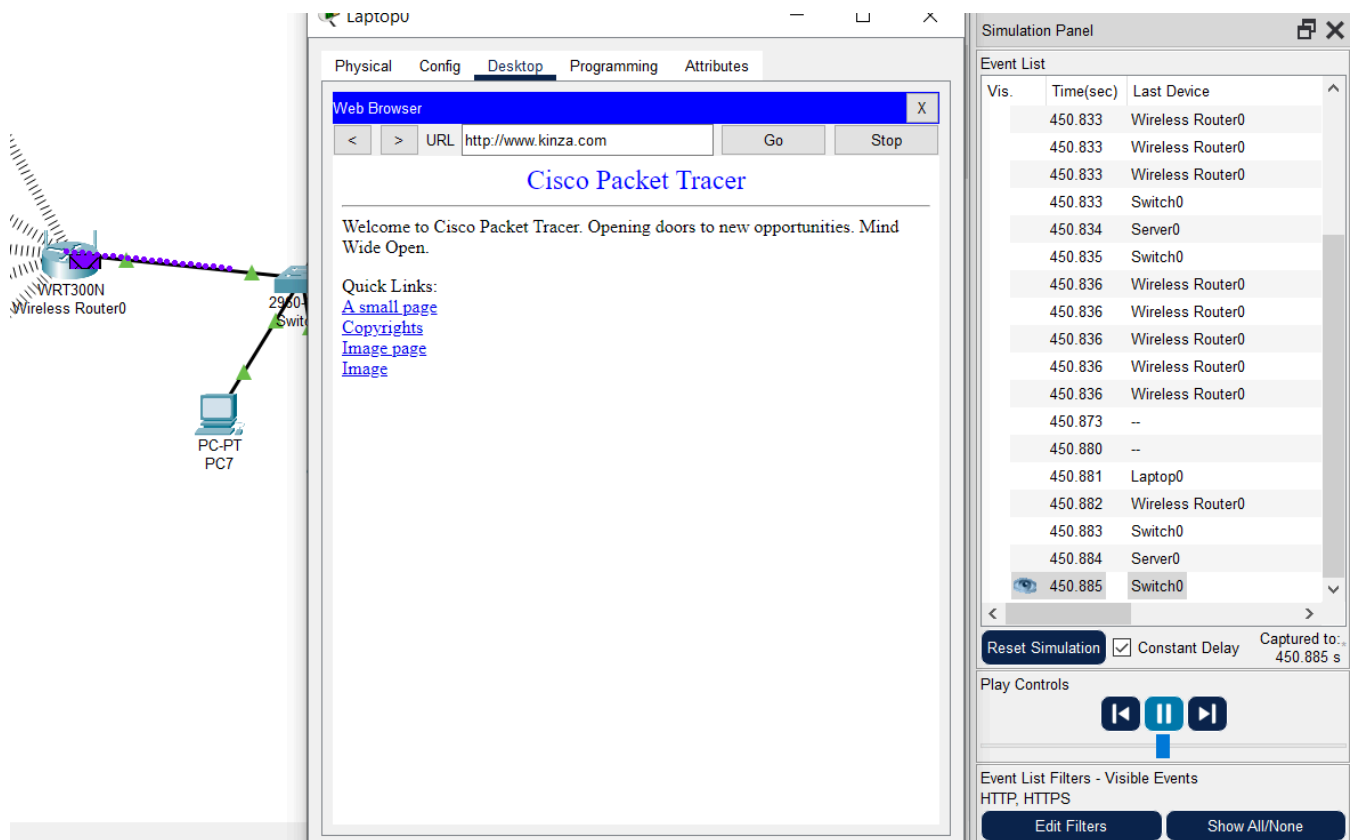 WRT300N
Wireless Router0
2950-
Switc
PC-PT
PC7
Laptop0
Physical Config Desktop Programming Attributes
Web Browser X
< > URL http://www.kinza.com Go Stop
Cisco Packet Tracer
Welcome to Cisco Packet Tracer. Opening doors to new opportunities. Mind
Wide Open.
Quick Links:
A small page
Copyrights
Image page
Image
Simulation Panel
Event List
Vis. Time(sec) Last Device
450.833 Wireless Router0
450.833 Wireless Router0
450.833 Wireless Router0
450.833 Switch0
450.834 Server0
450.835 Switch0
450.836 Wireless Router0
450.836 Wireless Router0
450.836 Wireless Router0
450.836 Wireless Router0
450.836 Wireless Router0
450.873 --
450.880 --
450.881 Laptop0
450.882 Wireless Router0
450.883 Switch0
450.884 Server0
450.885 Switch0
Reset Simulation Constant Delay Captured to:
450.885 s
Play Controls
Event List Filters - Visible Events
HTTP, HTTPS
Edit Filters Show All/None